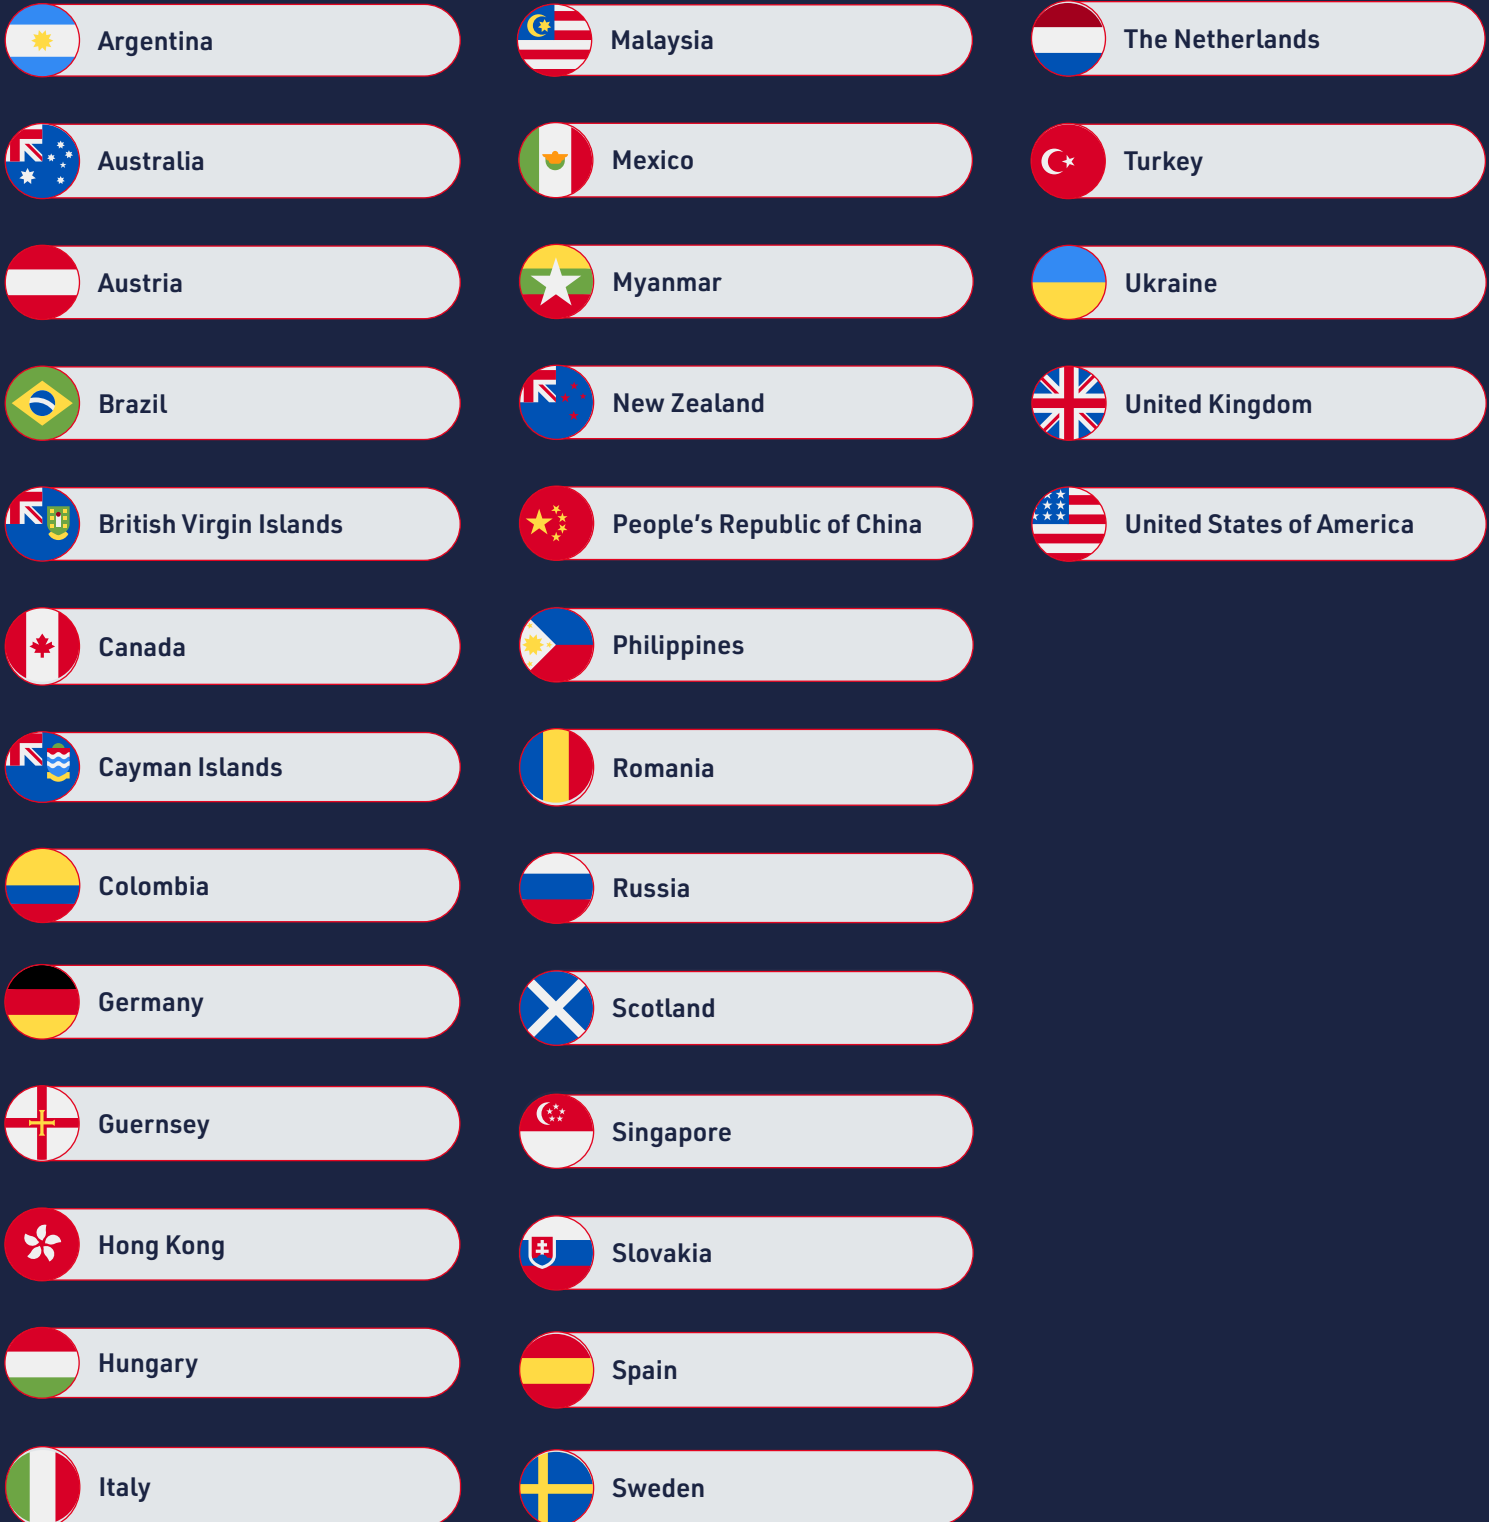 Argentina
Australia
Austria
Brazil
British Virgin Islands
Canada
Cayman Islands
Colombia
Germany
Guernsey
Hong Kong
Hungary
Italy
Malaysia
Mexico
Myanmar
New Zealand
People’s Republic of China
Philippines
Romania
Russia
Scotland
Singapore
Slovakia
Spain
Sweden
The Netherlands
Turkey
Ukraine
United Kingdom
United States of America